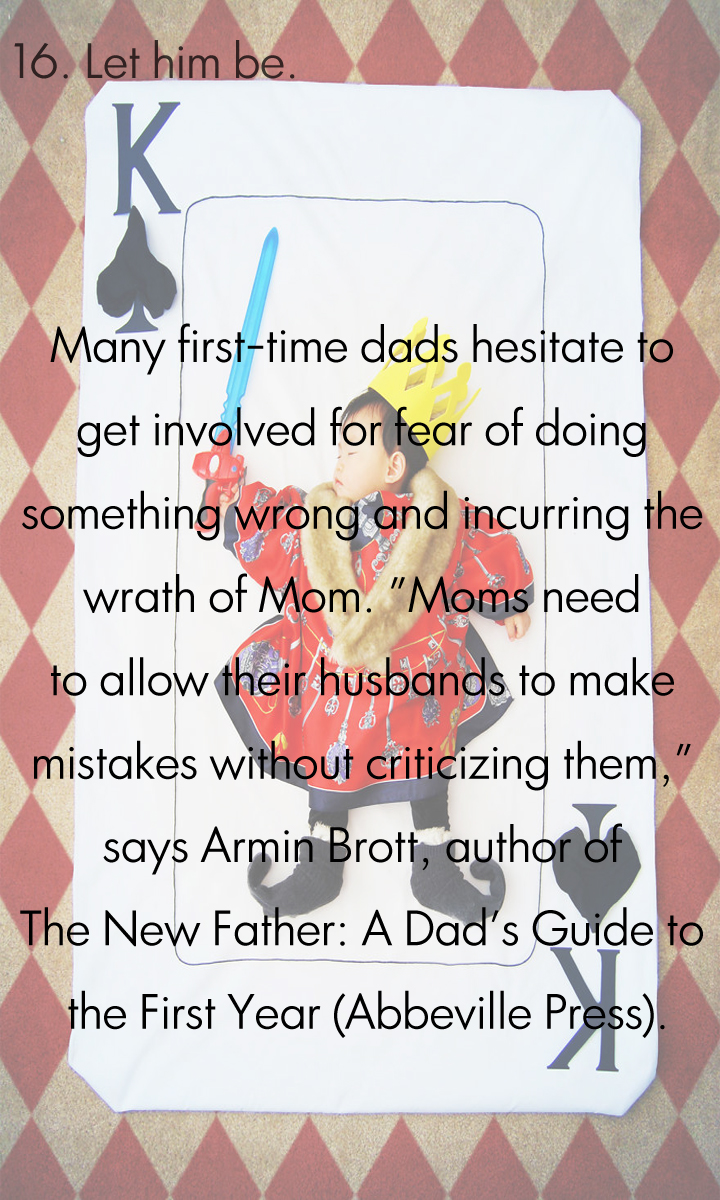 16. Let him be.
K
Many first-time dads hesitate to
get involved for fear of doing
something wrong and incurring the
wrath of Mom. "Moms need
to allow their husbands to make
mistakes without criticizing them,"
says Armin Brott, author of
The New Father: A Dad's Guide to
the First Year (Abbeville Press).
K